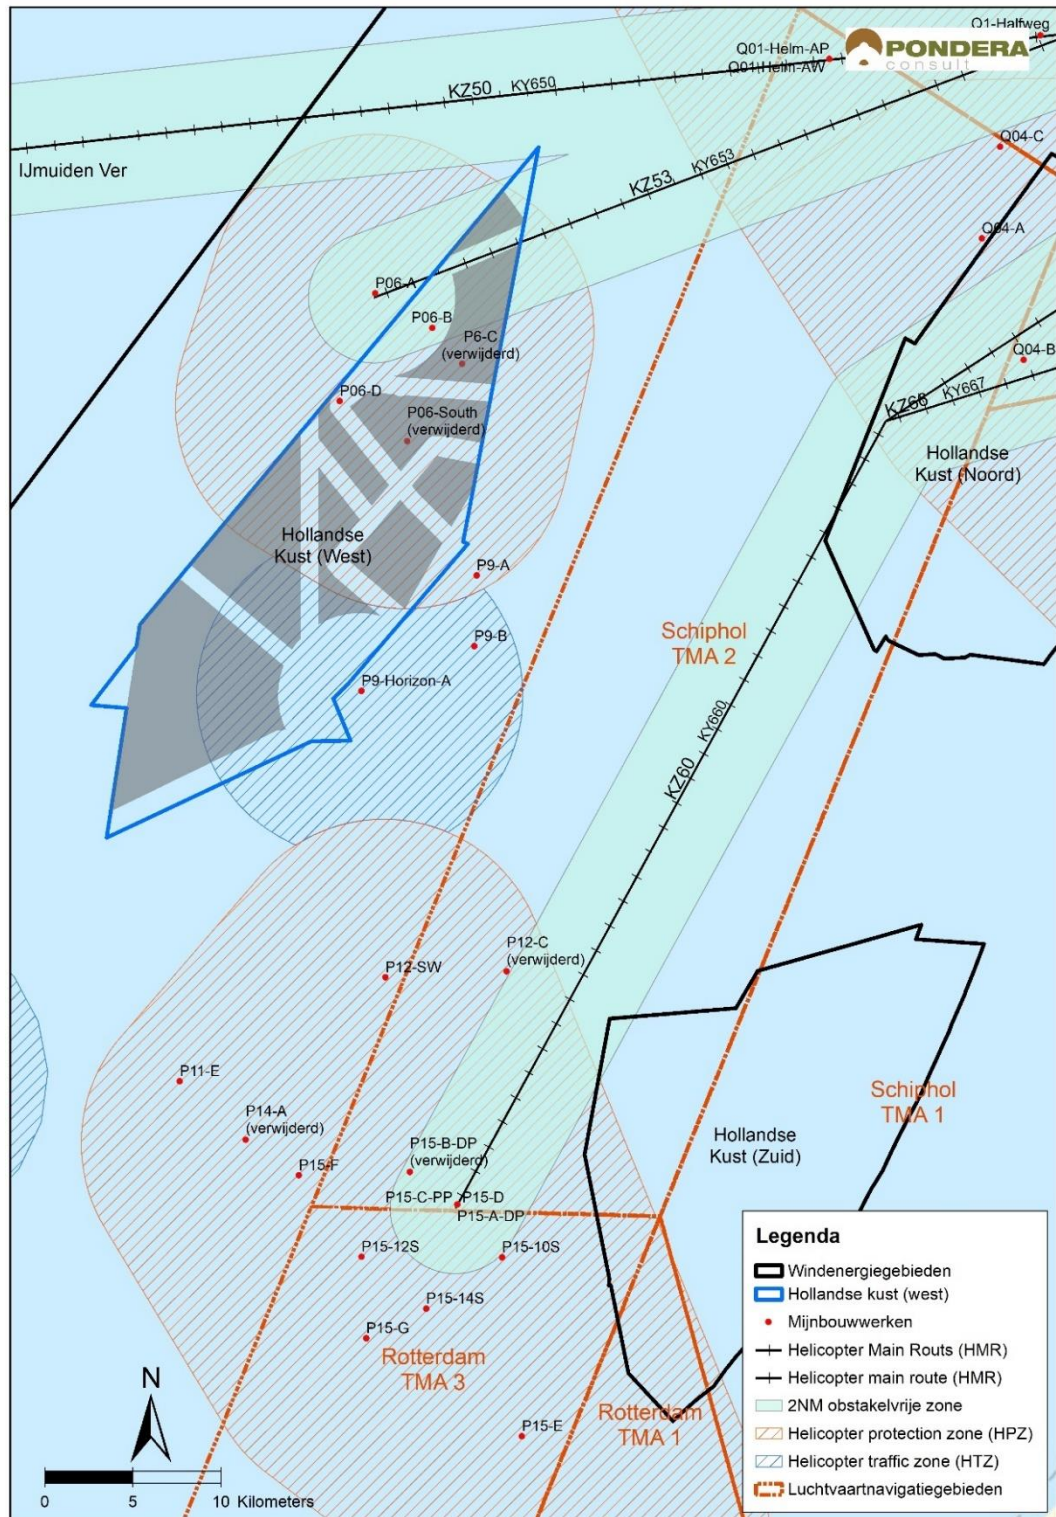 Q1-Halfweg
Q01-Helm-AP
Q01-Helm-AW
PONDERA
consult
KZ50
KY650
IJmuiden Ver
KZ53
KY653
Q04-C
Q04-A
P06-A
P06-B
P6-C
(verwijderd)
P06-D
P06-South
(verwijderd)
Q04-B
KZ66
KY667
Hollandse
Kust (Noord)
Hollandse
Kust (West)
P9-A
P9-B
P9-Horizon-A
Schiphol
TMA 2
KZ60
KY660
P12-C
(verwijderd)
P12-SW
P11-E
P14-A
(verwijderd)
P15-F
P15-B-DP
(verwijderd)
P15-C-PP
P15-D
P15-A-DP
Schiphol
TMA 1
Hollandse
Kust (Zuid)
P15-12S
P15-10S
P15-14S
P15-G
Rotterdam
TMA 3
Rotterdam
TMA 1
P15-E
N
0 5 10 Kilometers
Legenda
Windenergiegebieden
Hollandse kust (west)
Mijnbouwwerken
Helicopter Main Routs (HMR)
Helicopter main route (HMR)
2NM obstakelvrije zone
Helicopter protection zone (HPZ)
Helicopter traffic zone (HTZ)
Luchtvaartnavigatiegebieden